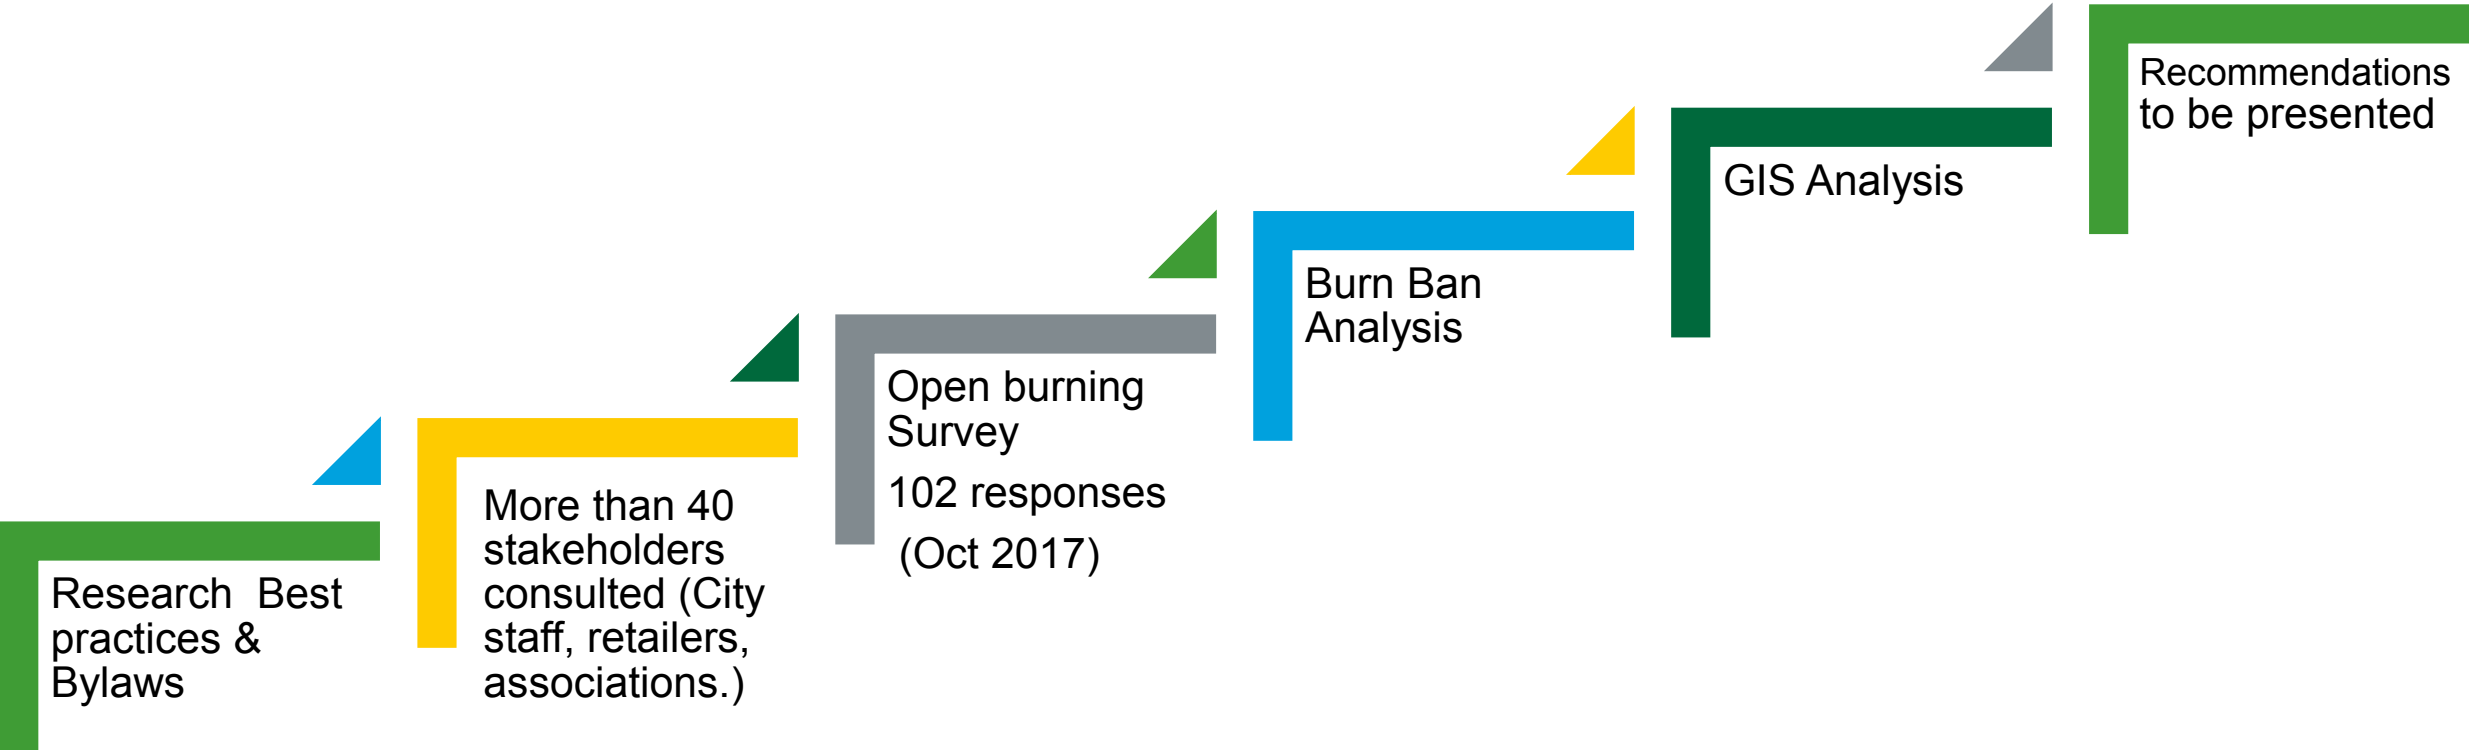 Research  Best
practices &
Bylaws
More than 40
stakeholders
consulted (City
staff, retailers,
associations.)
Open burning
Survey
102 responses
(Oct 2017)
Burn Ban
Analysis
GIS Analysis
Recommendations
to be presented